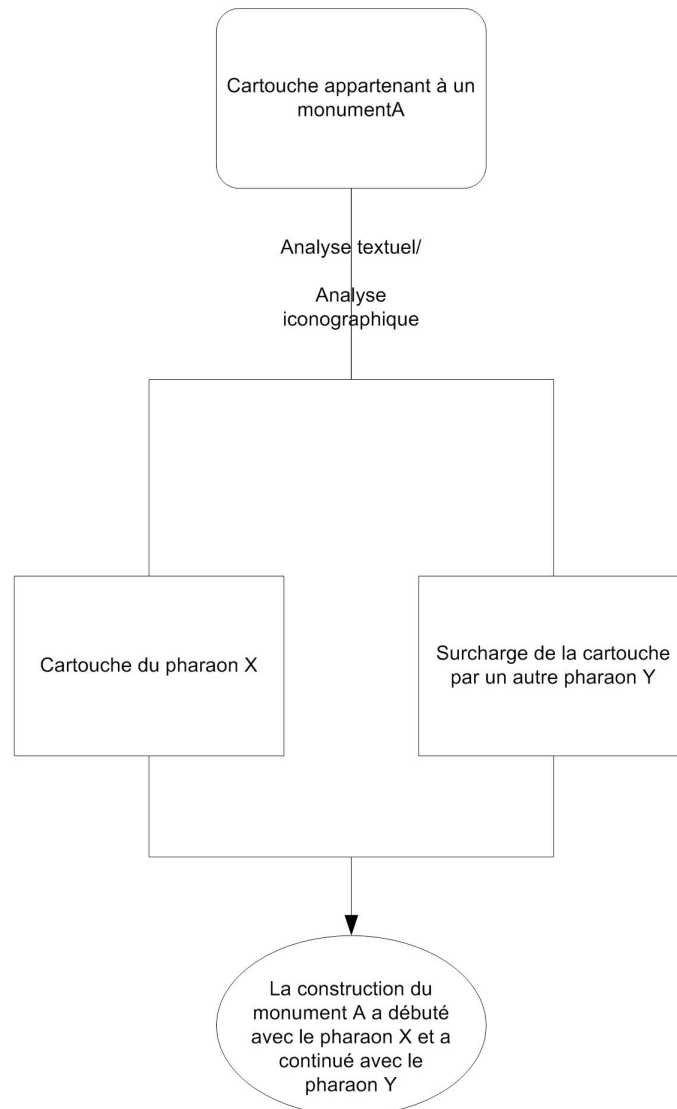 Cartouche appartenant à un
monumentA
Analyse textuel/
Analyse
iconographique
Cartouche du pharaon X
Surcharge de la cartouche
par un autre pharaon Y
La construction du
monument A a débuté
avec le pharaon X et a
continué avec le
pharaon Y